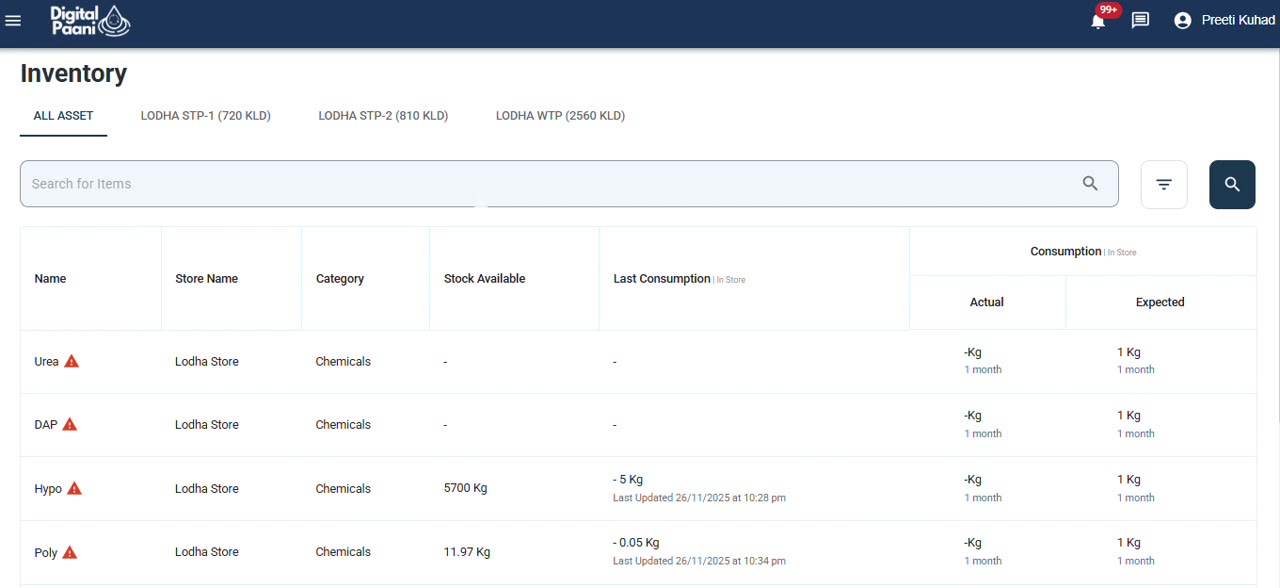 Digital
Paani
99+
Preeti Kuhad
Inventory
ALL ASSET LODHA STP-1 (720 KLD) LODHA STP-2 (810 KLD) LODHA WTP (2560 KLD)
Search for Items
Consumption | In Store
Name Store Name Category Stock Available Last Consumption | In Store
Actual Expected
Urea Lodha Store Chemicals - - -Kg 1 Kg
1 month 1 month
DAP Lodha Store Chemicals - - -Kg 1 Kg
1 month 1 month
Hypo Lodha Store Chemicals 5700 Kg - 5 Kg -Kg 1 Kg
Last Updated 26/11/2025 at 10:28 pm 1 month 1 month
Poly Lodha Store Chemicals 11.97 Kg - 0.05 Kg -Kg 1 Kg
Last Updated 26/11/2025 at 10:34 pm 1 month 1 month